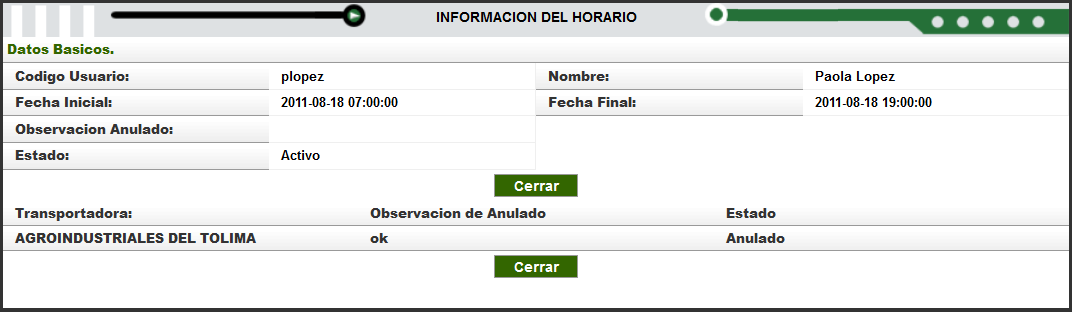 INFORMACION DEL HORARIO
Datos Basicos.
Codigo Usuario: plopez Nombre: Paola Lopez
Fecha Inicial: 2011-08-18 07:00:00 Fecha Final: 2011-08-18 19:00:00
Observacion Anulado:
Estado: Activo
Cerrar
Transportadora: Observacion de Anulado Estado
AGROINDUSTRIALES DEL TOLIMA ok Anulado
Cerrar